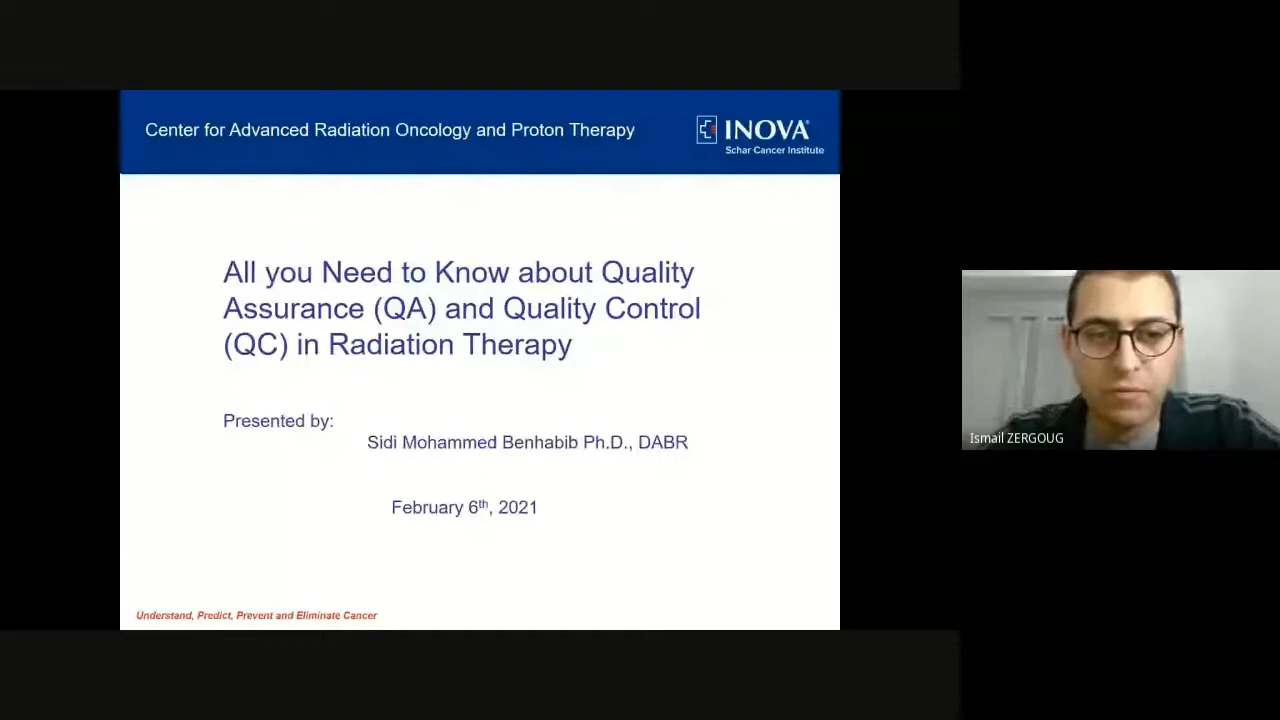 Center for Advanced Radiation Oncology and Proton Therapy
INOVA®
Schar Cancer Institute
All you Need to Know about Quality
Assurance (QA) and Quality Control
(QC) in Radiation Therapy
Presented by:
Sidi Mohammed Benhabib Ph.D., DABR
February 6th, 2021
Understand, Predict, Prevent and Eliminate Cancer
Ismail ZERGOUG